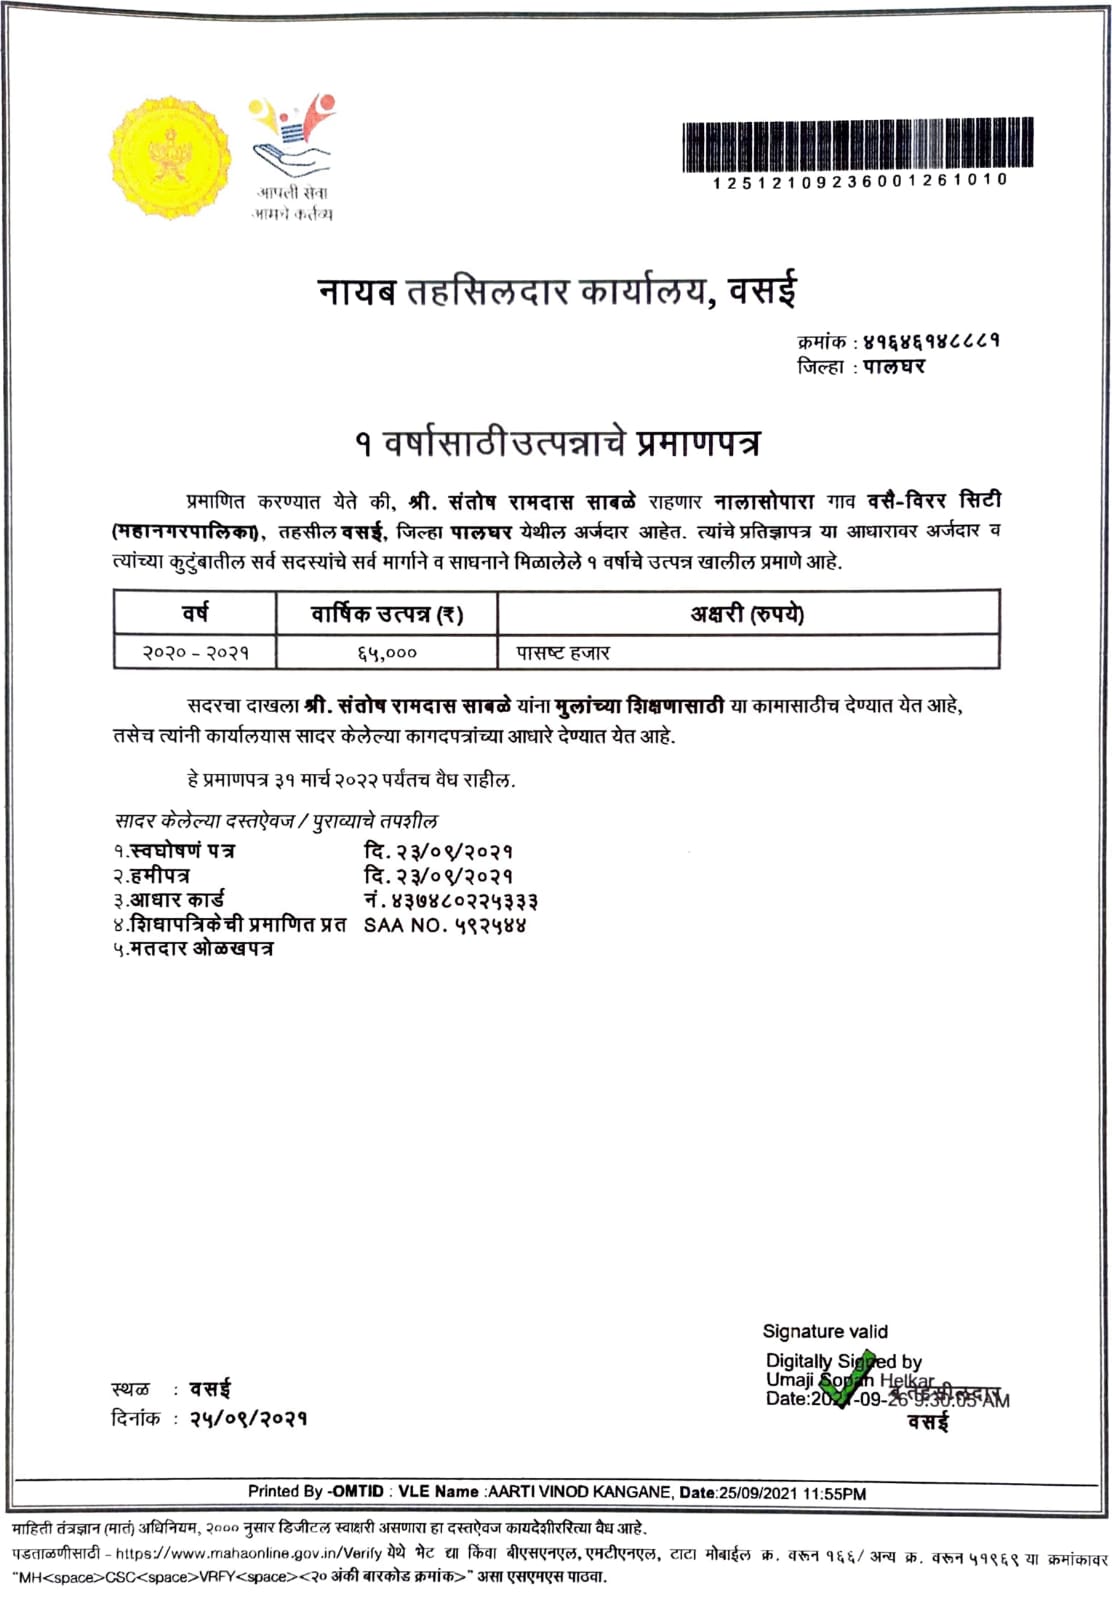 आपली सेवा
आमचे कर्तव्य
12512109236001261010
नायब तहसिलदार कार्यालय, वसई
क्रमांक : ४१६४६१४८८८१
जिल्हा : पालघर
१ वर्षासाठी उत्पन्नाचे प्रमाणपत्र
प्रमाणित करण्यात येते की, श्री. संतोष रामदास साबळे राहणार नालासोपारा गाव वसै-विरर सिटी
(महानगरपालिका), तहसील वसई, जिल्हा पालघर येथील अर्जदार आहेत. त्यांचे प्रतिज्ञापत्र या आधारावर अर्जदार व
त्यांच्या कुटुंबातील सर्व सदस्यांचे सर्व मार्गाने व साधनाने मिळालेले १ वर्षाचे उत्पन्न खालील प्रमाणे आहे.
वर्ष वार्षिक उत्पन्न (₹) अक्षरी (रुपये)
२०२० - २०२१ ६५,००० पासष्ट हजार
सदरचा दाखला श्री. संतोष रामदास साबळे यांना मुलांच्या शिक्षणासाठी या कामासाठीच देण्यात येत आहे,
तसेच त्यांनी कार्यालयास सादर केलेल्या कागदपत्रांच्या आधारे देण्यात येत आहे.
हे प्रमाणपत्र ३१ मार्च २०२२ पर्यंतच वैध राहील.
सादर केलेल्या दस्तऐवज / पुराव्याचे तपशील
१.स्वघोषणं पत्र दि. २३/०९/२०२१
२.हमीपत्र दि. २३/०९/२०२१
३.आधार कार्ड नं. ४३७४८०२२५३३३
४.शिधापत्रिकेची प्रमाणित प्रत SAA NO. ५९२५४४
५.मतदार ओळखपत्र
Signature valid
Digitally Signed by
Umaji Sopan Helkar
Date:2021-09-26 9:30:05 AM
तहसीलदार
वसई
स्थळ : वसई
दिनांक : २५/०९/२०२१
Printed By -OMTID : VLE Name :AARTI VINOD KANGANE, Date:25/09/2021 11:55PM
माहिती तंत्रज्ञान (मातं) अधिनियम, २००० नुसार डिजीटल स्वाक्षरी असणारा हा दस्तऐवज कायदेशीररित्या वैध आहे.
पडताळणीसाठी - https://www.mahaonline.gov.in/Verify येथे भेट द्या किंवा बीएसएनएल, एमटीएनएल, टाटा मोबाईल क्र. वरून १६६/ अन्य क्र. वरून ५१९६९ या क्रमांकावर
"MH<space>CSC<space>VRFY<space><२० अंकी बारकोड क्रमांक>" असा एसएमएस पाठवा.